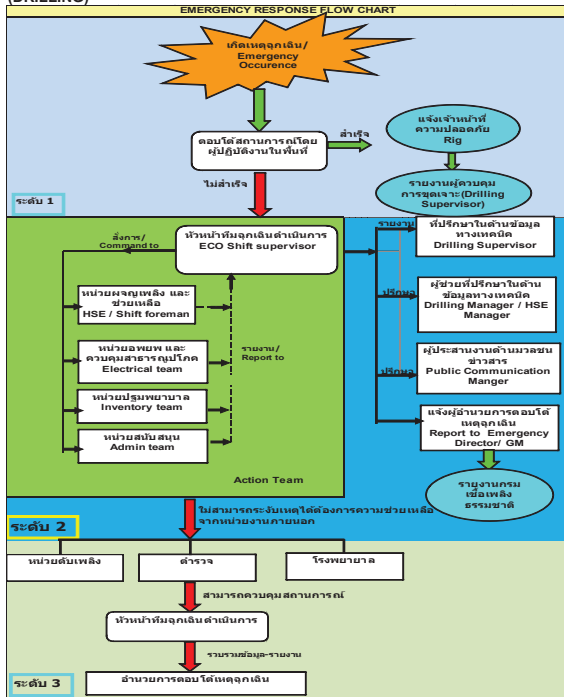 (DRILLING)
EMERGENCY RESPONSE FLOW CHART
เกิดเหตุฉุกเฉิน/
Emergency
Occurence
ตอบโต้สถานการณ์โดย
ผู้ปฏิบัติงานในพื้นที่
สำเร็จ
แจ้งเจ้าหน้าที่
ความปลอดภัย
Rig
รายงานผู้ควบคุม
การขุดเจาะ(Drilling
Supervisor)
ไม่สำเร็จ
ระดับ 1
สั่งการ/
Command to
หัวหน้าทีมฉุกเฉินดำเนินการ
ECO Shift supervisor
หน่วยผจญเพลิง และ
ช่วยเหลือ
HSE / Shift foreman
หน่วยอพยพ และ
ควบคุมสาธารณูปโภค
Electrical team
หน่วยปฐมพยาบาล
Inventory team
หน่วยสนับสนุน
Admin team
รายงาน/
Report to
Action Team
รายงาน
ที่ปรึกษาในด้านข้อมูล
ทางเทคนิค
Drilling Supervisor
ปรึกษา
ผู้ช่วยที่ปรึกษาในด้าน
ข้อมูลทางเทคนิค
Drilling Manager / HSE
Manager
ปรึกษา
ผู้ประสานงานด้านมวลชน
ข่าวสาร
Public Communication
Manger
แจ้งผู้อำนวยการตอบโต้
เหตุฉุกเฉิน
Report to Emergency
Director/ GM
รายงานกรม
เชื้อเพลิง
ธรรมชาติ
ไม่สามารถระงับเหตุได้ต้องการความช่วยเหลือ
จากหน่วยงานภายนอก
ระดับ 2
หน่วยดับเพลิง
ตำรวจ
โรงพยาบาล
สามารถควบคุมสถานการณ์
หัวหน้าทีมฉุกเฉินดำเนินการ
รวบรวมข้อมูล-รายงาน
ระดับ 3
อำนวยการตอบโต้เหตุฉุกเฉิน